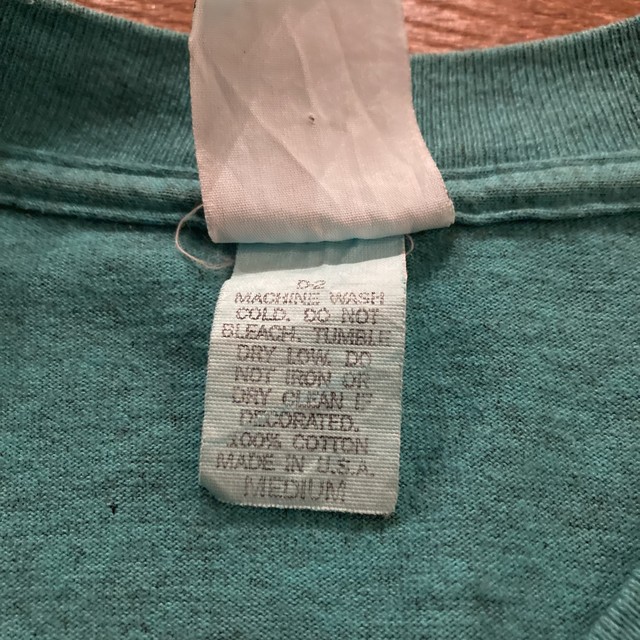 D-2
MACHINE WASH
COLD. DO NOT
BLEACH. TUMBLE
DRY LOW. DO
NOT IRON OR
DRY CLEAN IF
DECORATED.
100% COTTON
MADE IN U.S.A.
MEDIUM